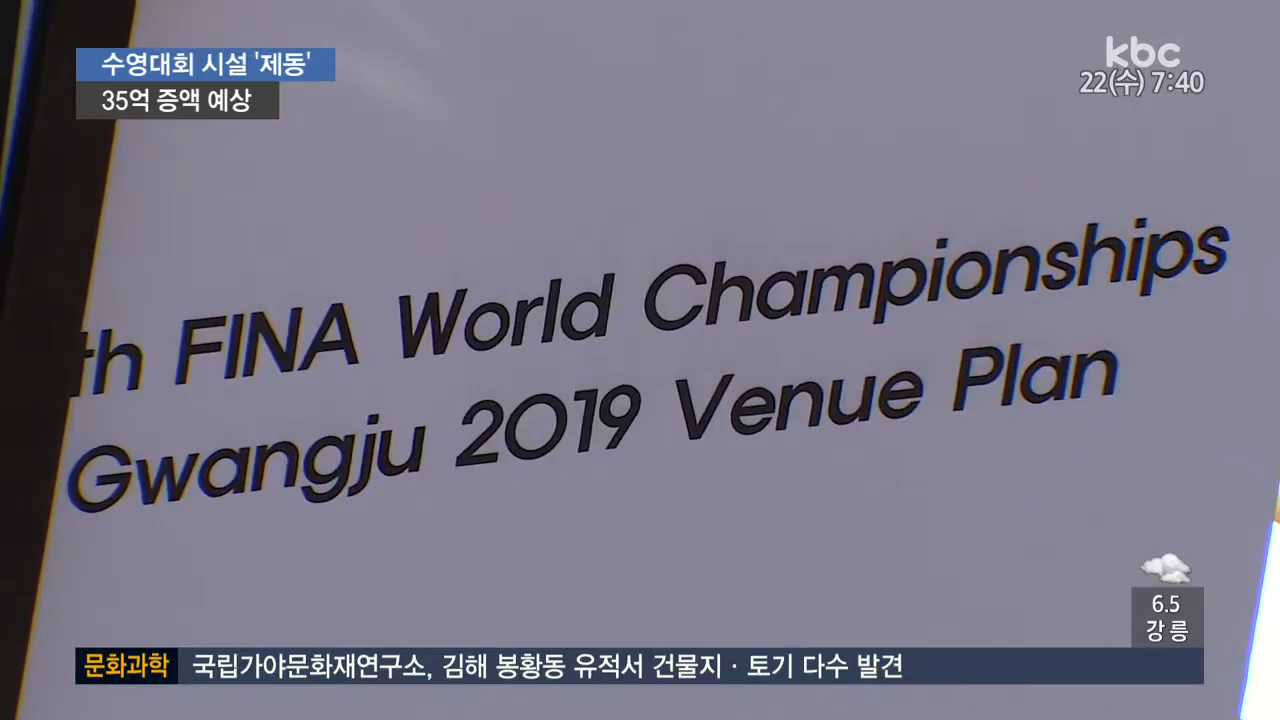 수영대회 시설 '제동'
35억 증액 예상
kbc
22(수) 7:40
th FINA World Championships
Gwangju 2019 Venue Plan
6.5
강릉
문화과학 국립가야문화재연구소, 김해 봉황동 유적서 건물지·토기 다수 발견